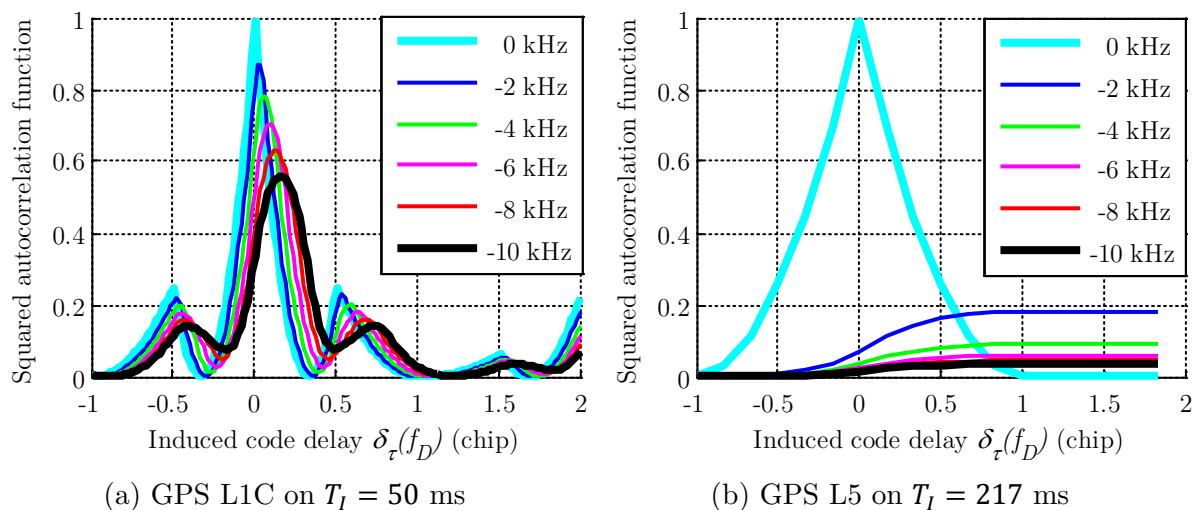 Squared autocorrelation function
1
0.8
0.6
0.4
0.2
0
-1
-0.5
0
0.5
1
1.5
2
0 kHz
-2 kHz
-4 kHz
-6 kHz
-8 kHz
-10 kHz
Induced code delay δτ(fD) (chip)
(a) GPS L1C on TI = 50 ms
Squared autocorrelation function
1
0.8
0.6
0.4
0.2
0
-1
-0.5
0
0.5
1
1.5
2
0 kHz
-2 kHz
-4 kHz
-6 kHz
-8 kHz
-10 kHz
Induced code delay δτ(fD) (chip)
(b) GPS L5 on TI = 217 ms